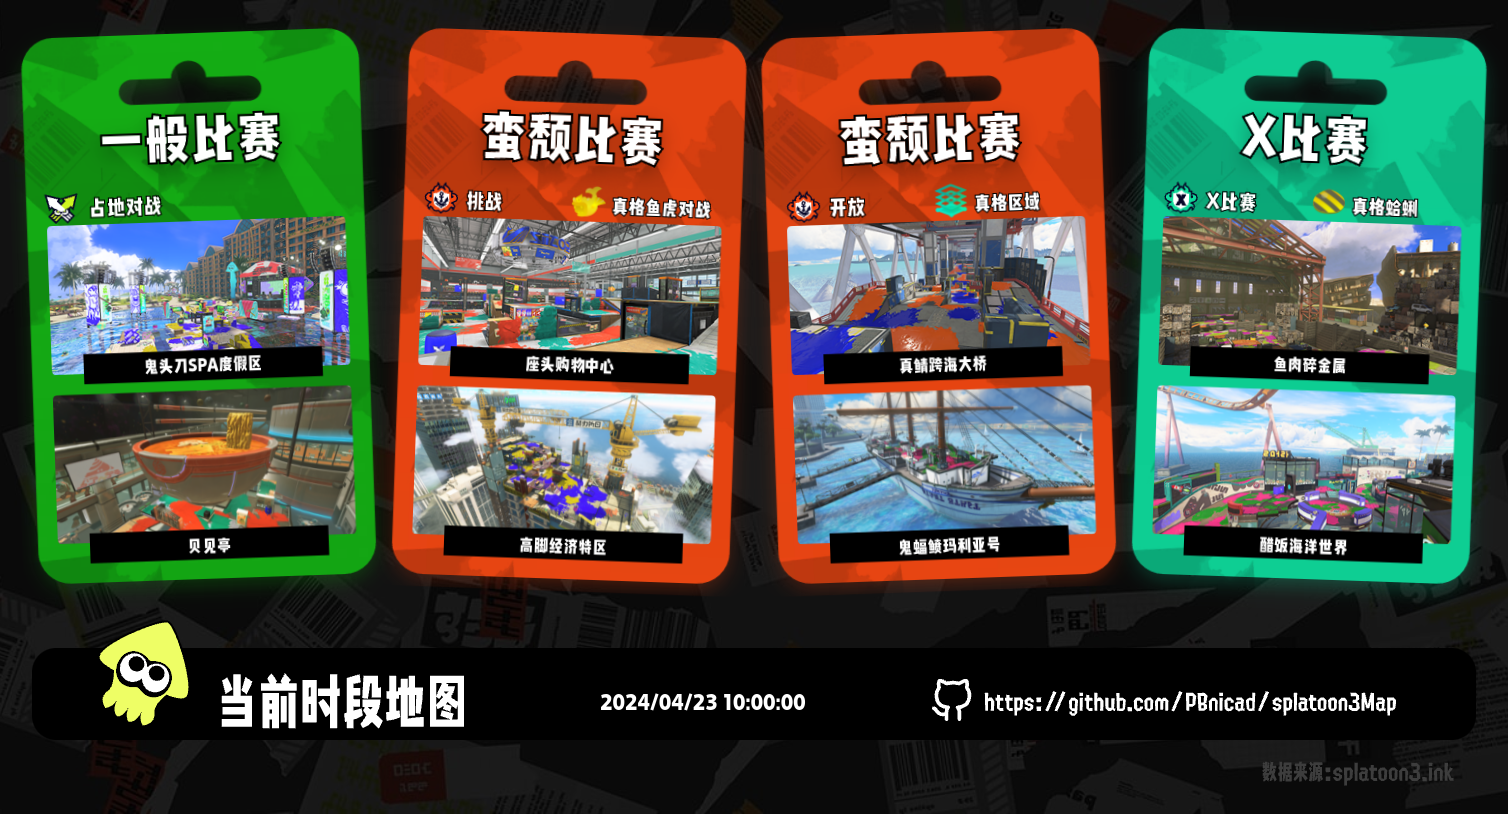 一般比赛
占地对战
鬼头刀SPA度假区
贝贝亭
蛮颓比赛
挑战
真格鱼虎对战
座头购物中心
高脚经济特区
蛮颓比赛
开放
真格区域
真鲭跨海大桥
鬼蝠鲼玛利亚号
X比赛
X比赛
真格蛤蜊
鱼肉碎金属
醋饭海洋世界
当前时段地图
2024/04/23 10:00:00
https://github.com/PBnicad/splatoon3Map
数据来源:splatoon3.ink